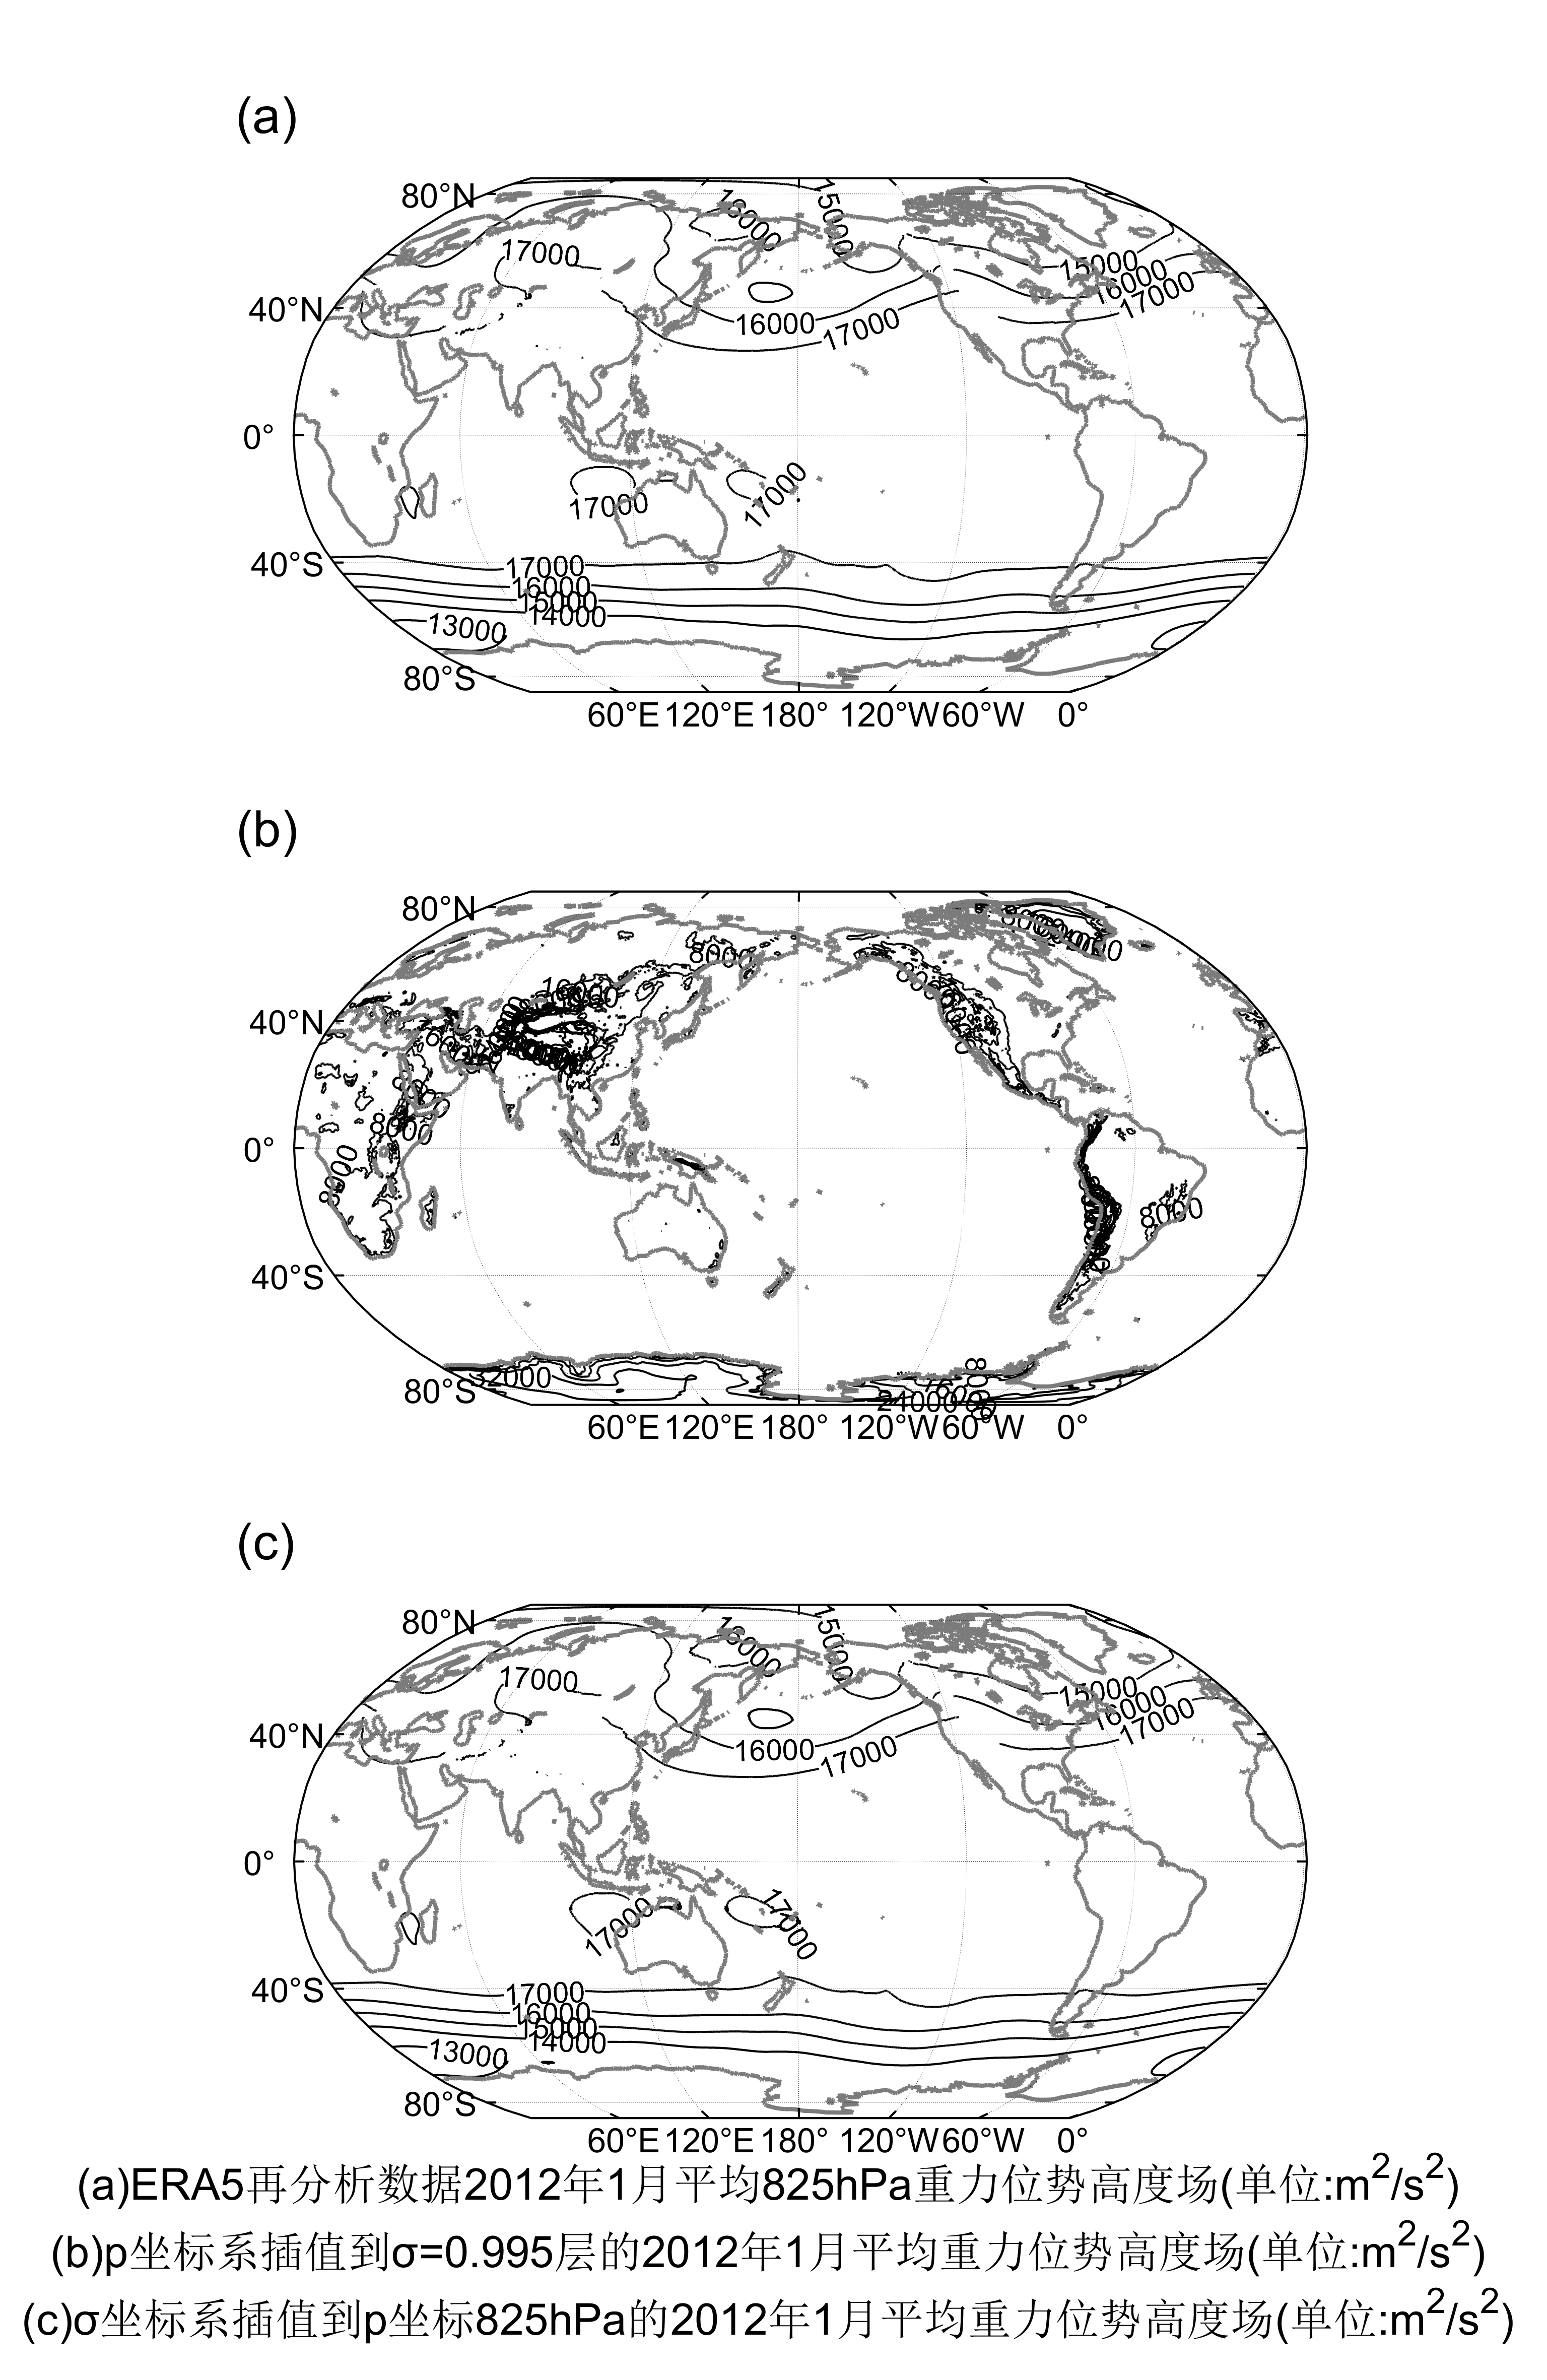 (a)
80°N
40°N
0°
40°S
80°S
17000
16000
15000
15000
16000
17000
16000
17000
17000
17000
17000
16000
15000
14000
13000
60°E 120°E 180° 120°W 60°W 0°
(b)
80°N
40°N
0°
40°S
80°S
8000
16000
8000
8000
8000
32000
24000
60°E 120°E 180° 120°W 60°W 0°
(c)
80°N
40°N
0°
40°S
80°S
17000
16000
15000
15000
16000
17000
16000
17000
17000
17000
17000
16000
15000
14000
13000
60°E 120°E 180° 120°W 60°W 0°
(a)ERA5再分析数据2012年1月平均825hPa重力位势高度场(单位:m²/s²)
(b)p坐标系插值到σ=0.995层的2012年1月平均重力位势高度场(单位:m²/s²)
(c)σ坐标系插值到p坐标825hPa的2012年1月平均重力位势高度场(单位:m²/s²)